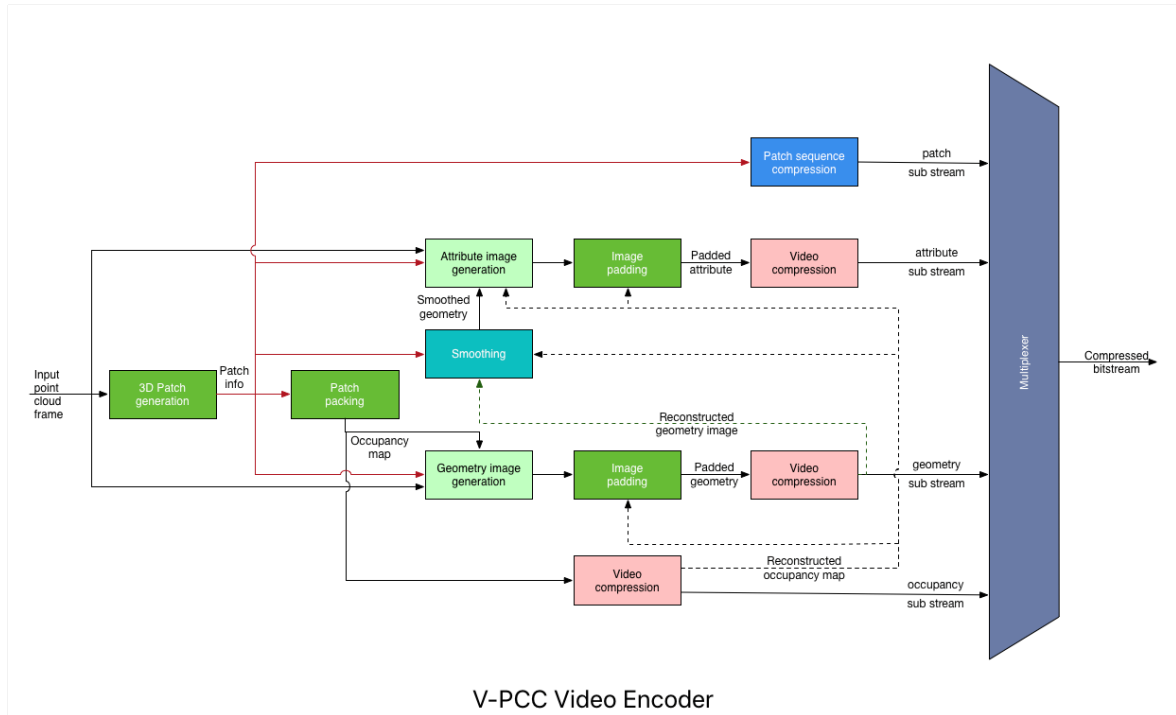 Patch sequence
compression
patch
sub stream
Attribute image
generation
Image
padding
Padded
attribute
Video
compression
attribute
sub stream
Smoothed
geometry
Smoothing
Multiplexer
Compressed
bitstream
Input
point
cloud
frame
3D Patch
generation
Patch
info
Patch
packing
Occupancy
map
Reconstructed
geometry image
Geometry image
generation
Image
padding
Padded
geometry
Video
compression
geometry
sub stream
Video
compression
Reconstructed
occupancy map
occupancy
sub stream
V-PCC Video Encoder